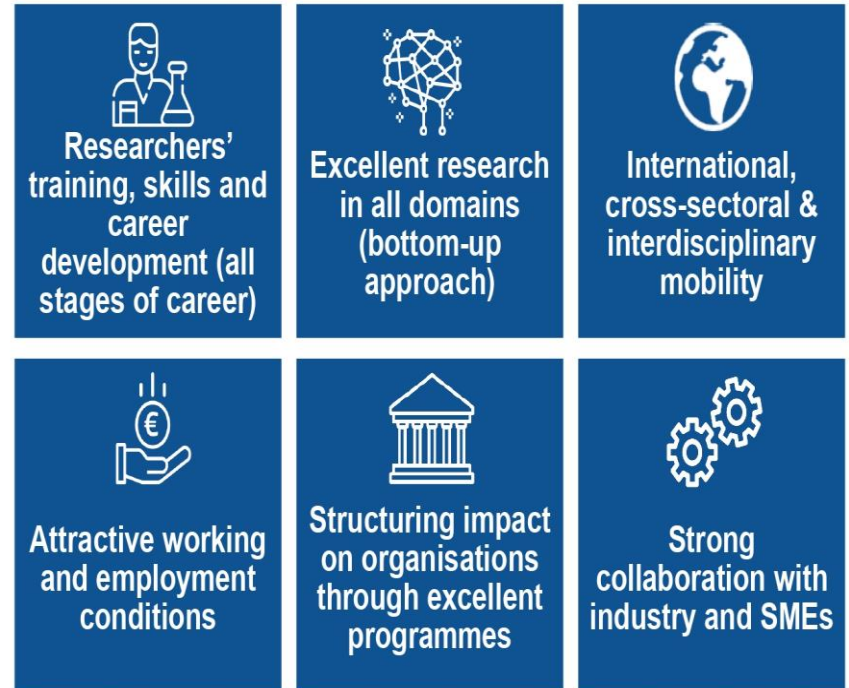 Researchers’
training, skills and
career
development (all
stages of career)
Excellent research
in all domains
(bottom-up
approach)
International,
cross-sectoral &
interdisciplinary
mobility
€
Attractive working
and employment
conditions
Structuring impact
on organisations
through excellent
programmes
Strong
collaboration with
industry and SMEs